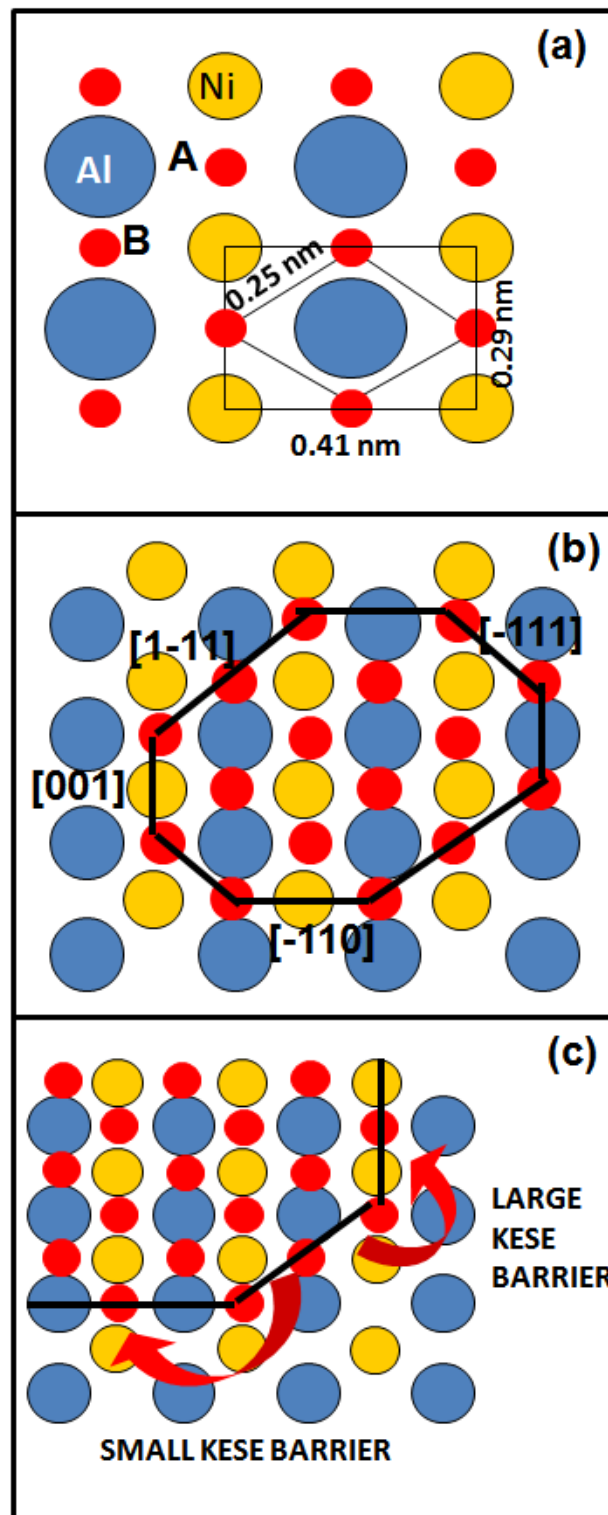 (a)
Ni
A
Al
B
0.25 nm
0.29 nm
0.41 nm
(b)
[1-11]
[-111]
[001]
[-110]
(c)
LARGE
KESE
BARRIER
SMALL KESE BARRIER